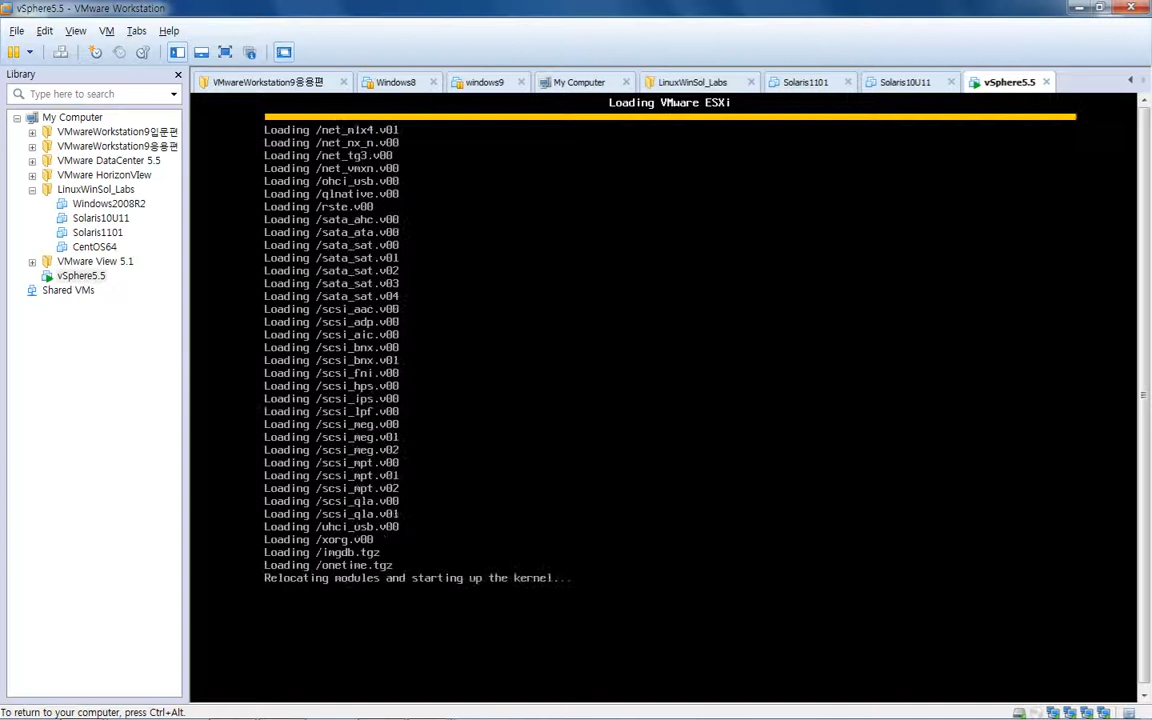 vSphere5.5 - VMware Workstation
File Edit View VM Tabs Help
Library
Type here to search
My Computer
VMwareWorkstation9입문편
VMwareWorkstation9응용편
VMware DataCenter 5.5
VMware HorizonView
LinuxWinSol_Labs
Windows2008R2
Solaris10U11
Solaris1101
CentOS64
VMware View 5.1
vSphere5.5
Shared VMs
VMwareWorkstation9응용편 Windows8 windows9 My Computer LinuxWinSol_Labs Solaris1101 Solaris10U11 vSphere5.5
Loading VMware ESXi
Loading /net_mlx4.v01
Loading /net_nx_n.v00
Loading /net_tg3.v00
Loading /net_vmxn.v00
Loading /ohci_usb.v00
Loading /qlnative.v00
Loading /rste.v00
Loading /sata_ahc.v00
Loading /sata_ata.v00
Loading /sata_sat.v00
Loading /sata_sat.v01
Loading /sata_sat.v02
Loading /sata_sat.v03
Loading /sata_sat.v04
Loading /scsi_aac.v00
Loading /scsi_adp.v00
Loading /scsi_aic.v00
Loading /scsi_bnx.v00
Loading /scsi_bnx.v01
Loading /scsi_fni.v00
Loading /scsi_hps.v00
Loading /scsi_ips.v00
Loading /scsi_lpf.v00
Loading /scsi_meg.v00
Loading /scsi_meg.v01
Loading /scsi_meg.v02
Loading /scsi_mpt.v00
Loading /scsi_mpt.v01
Loading /scsi_mpt.v02
Loading /scsi_qla.v00
Loading /scsi_qla.v01
Loading /uhci_usb.v00
Loading /xorg.v00
Loading /imgdb.tgz
Loading /onetime.tgz
Relocating modules and starting up the kernel...
To return to your computer, press Ctrl+Alt.